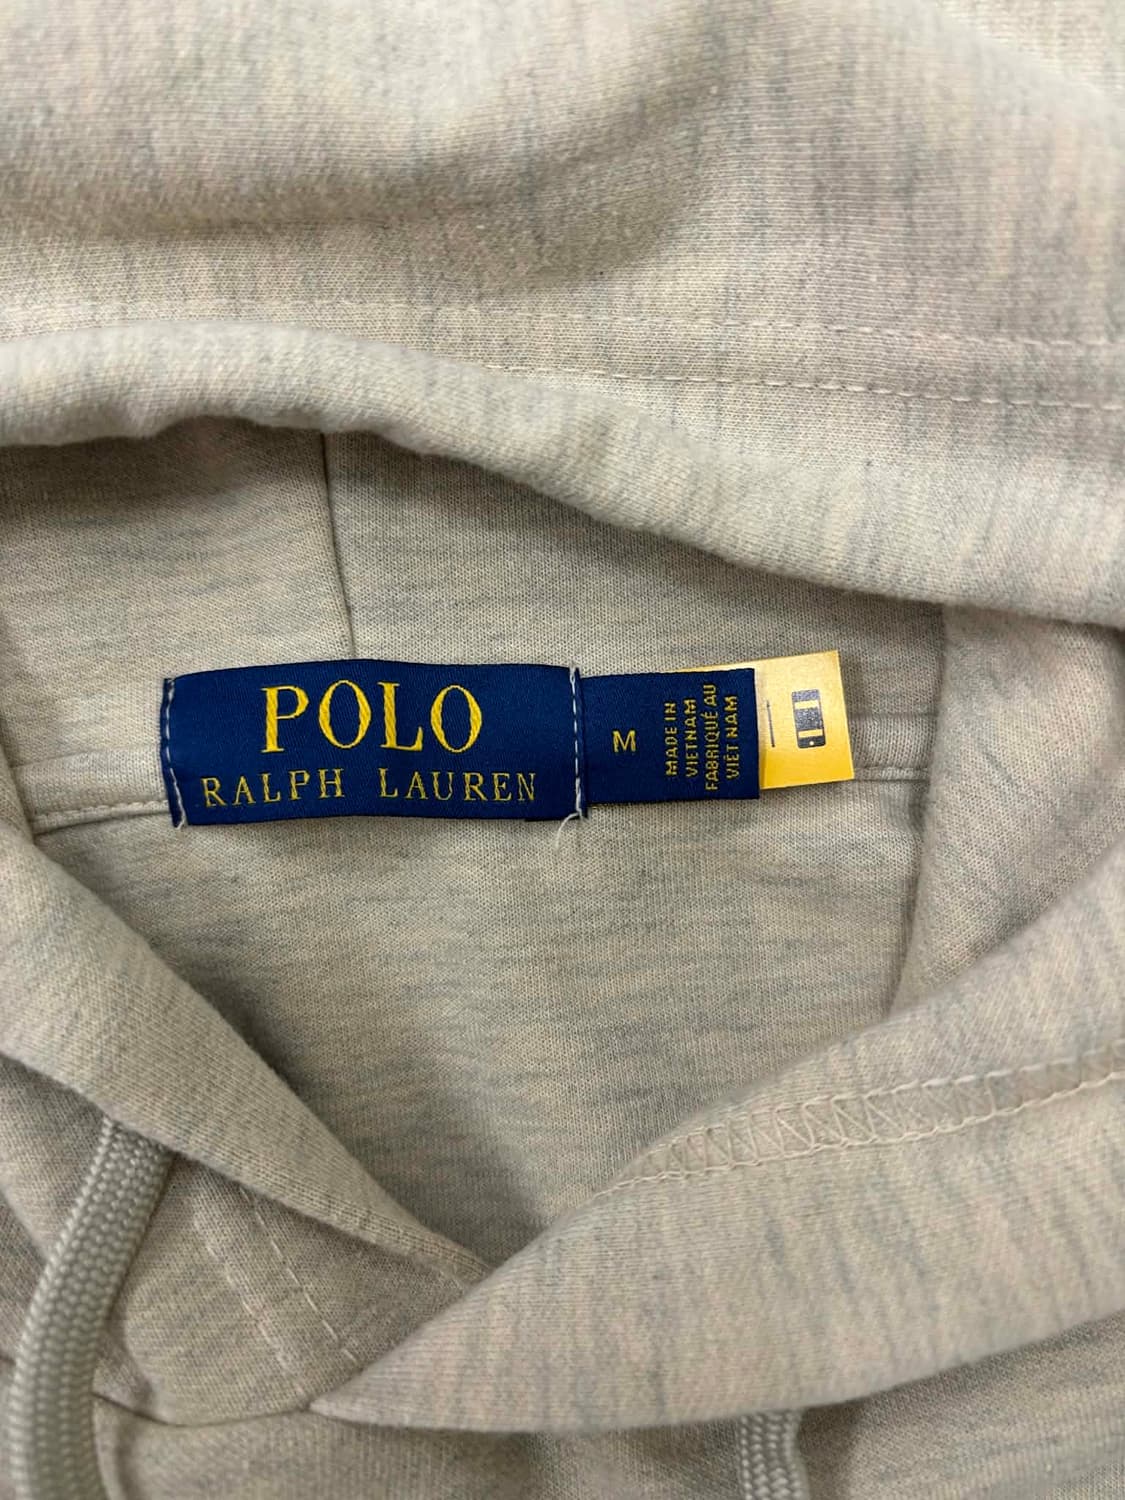 POLO
RALPH LAUREN
M
MADE IN
VIETNAM
FABRIQUÉ AU
VIÊT NAM